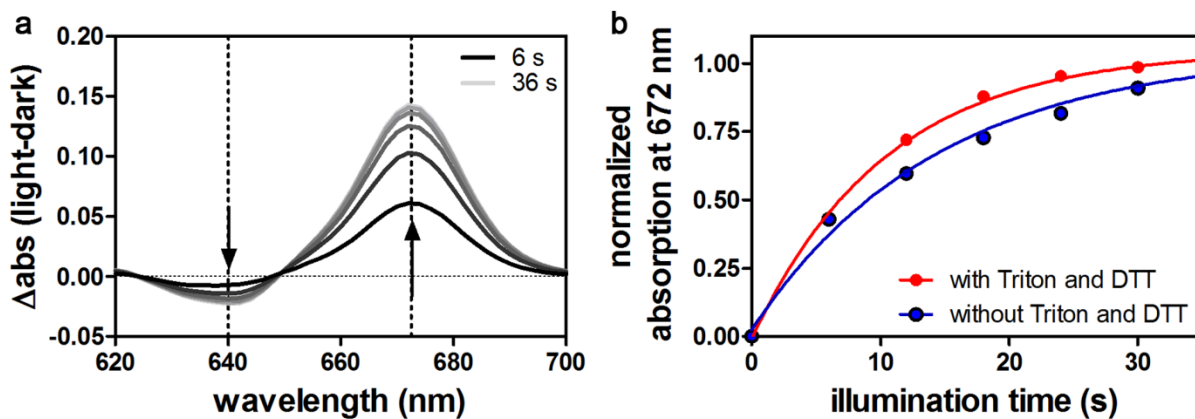 a
0.20
0.15
0.10
0.05
0.00
-0.05
Δabs (light-dark)
6 s
36 s
620
640
660
680
700
wavelength (nm)
b
1.00
0.75
0.50
0.25
0.00
normalized
absorption at 672 nm
with Triton and DTT
without Triton and DTT
0
10
20
30
illumination time (s)